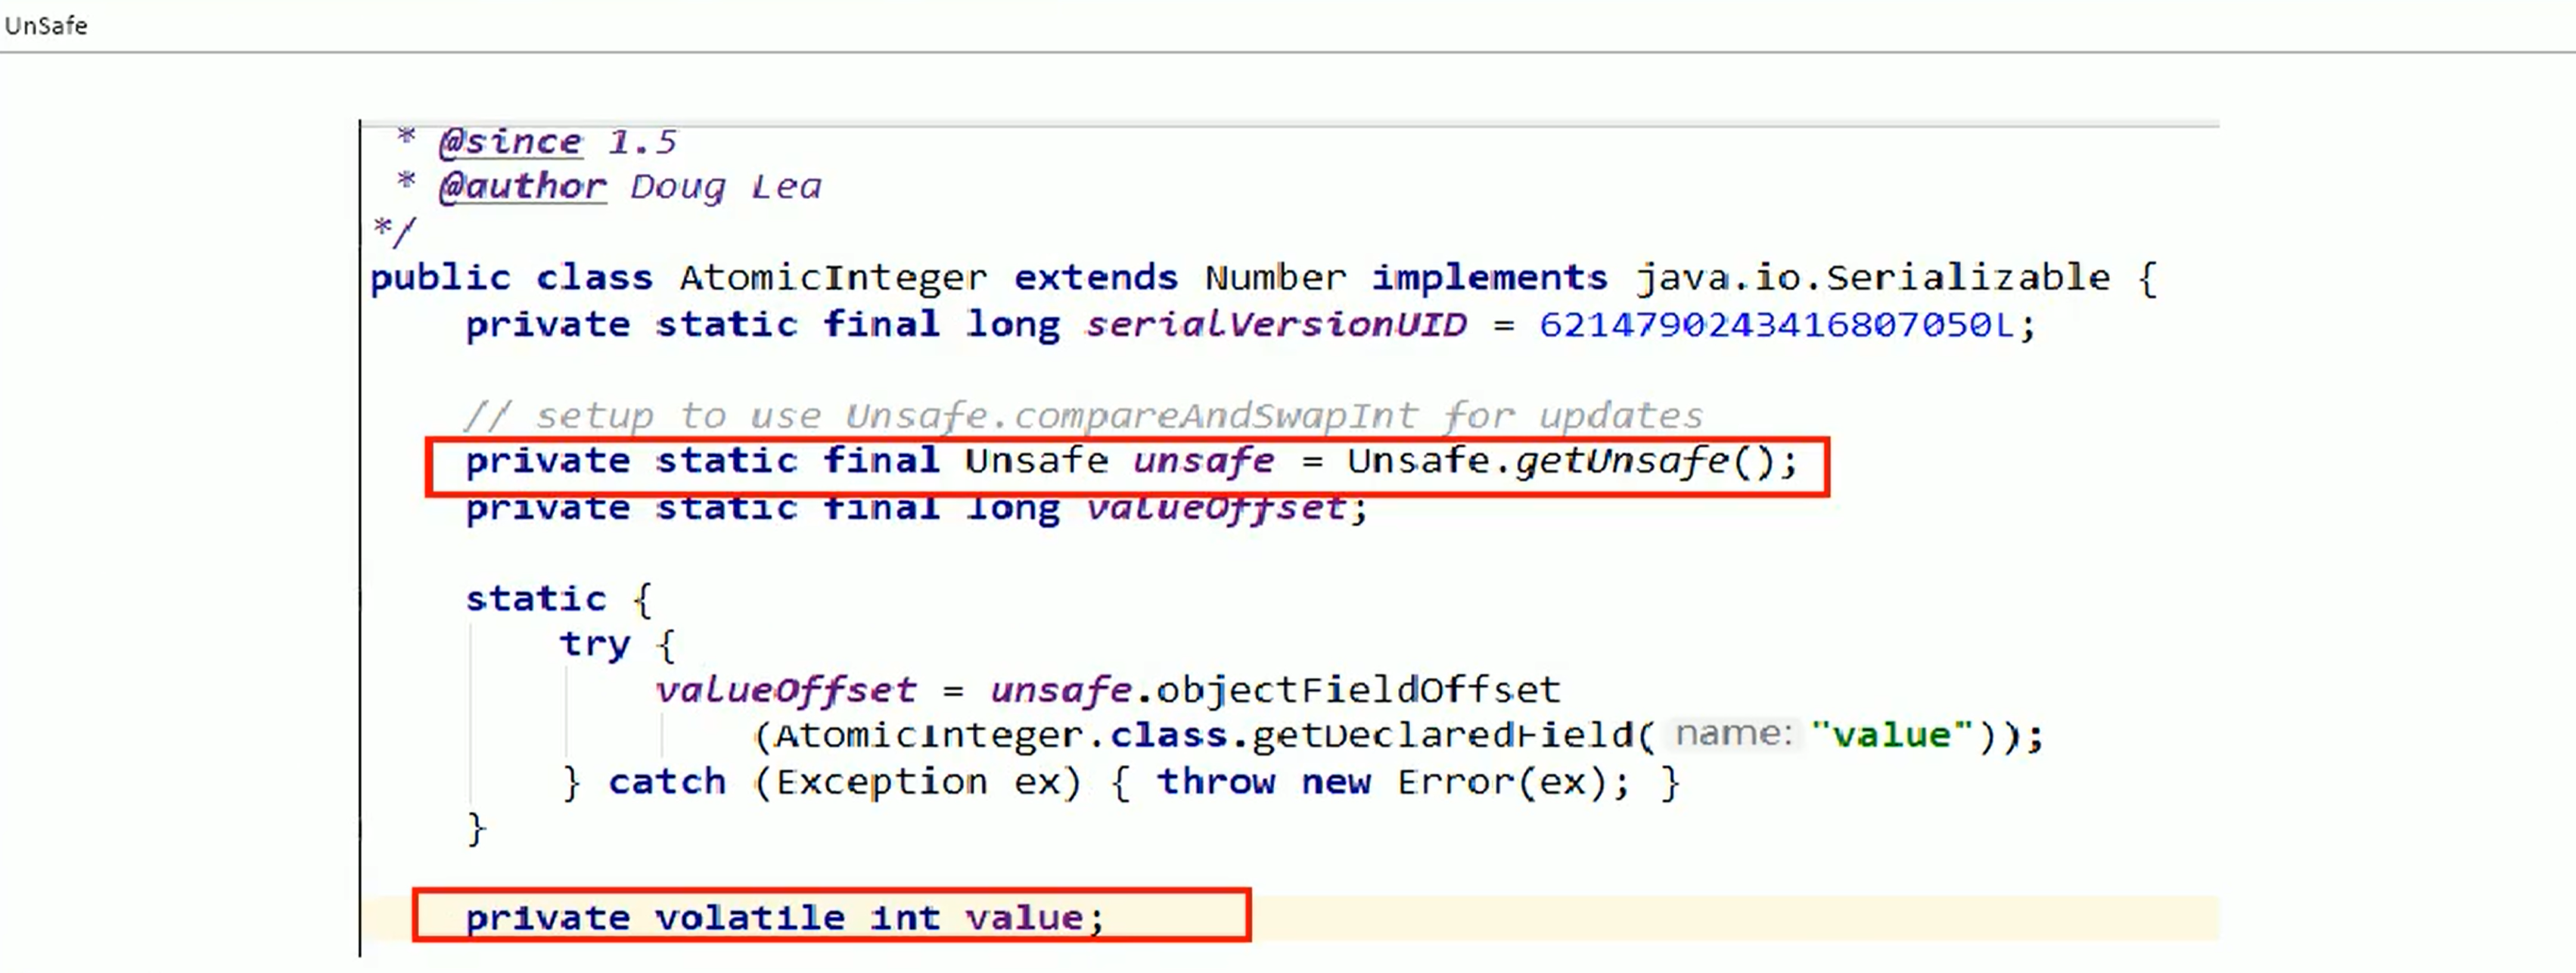 UnSafe
* @since 1.5
* @author Doug Lea
*/
public class AtomicInteger extends Number implements java.io.Serializable {
private static final long serialVersionUID = 6214790243416807050L;
// setup to use Unsafe.compareAndSwapInt for updates
private static final Unsafe unsafe = Unsafe.getUnsafe();
private static final long valueOffset;
static {
try {
valueOffset = unsafe.objectFieldOffset
(AtomicInteger.class.getDeclaredField( name: "value"));
} catch (Exception ex) { throw new Error(ex); }
}
private volatile int value;